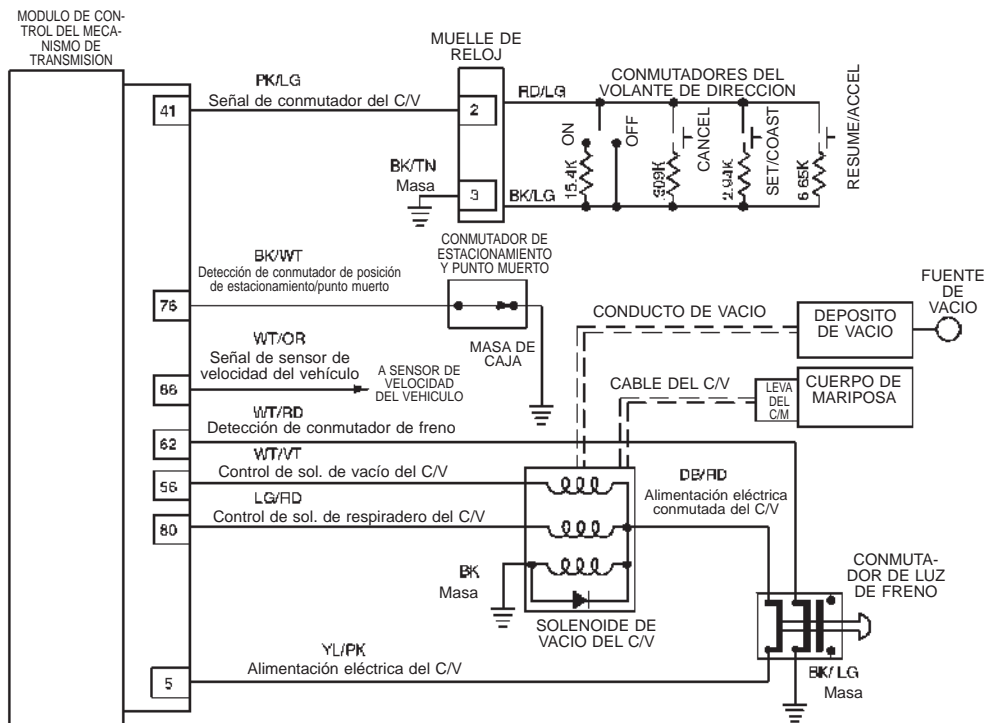 MODULO DE CON-
TROL DEL MECA-
NISMO DE
TRANSMISION
MUELLE DE
RELOJ
CONMUTADORES DEL
VOLANTE DE DIRECCION
PK/LG
41
Señal de conmutador del C/V
2
RD/LG
ON
OFF
CANCEL
SET/COAST
RESUME/ACCEL
15.4K
.909K
2.94K
6.65K
BK/TN
Masa
3
BK/LG
BK/WT
Detección de conmutador de posición
de estacionamiento/punto muerto
76
CONMUTADOR DE
ESTACIONAMIENTO
Y PUNTO MUERTO
MASA DE
CAJA
CONDUCTO DE VACIO
DEPOSITO
DE VACIO
FUENTE
DE
VACIO
WT/OR
Señal de sensor de
velocidad del vehículo
66
A SENSOR DE
VELOCIDAD
DEL VEHICULO
CABLE DEL C/V
LEVA
DEL
C/M
CUERPO DE
MARIPOSA
WT/RD
Detección de conmutador de freno
62
WT/VT
Control de sol. de vacío del C/V
56
LG/RD
Control de sol. de respiradero del C/V
80
DB/RD
Alimentación eléctrica
conmutada del C/V
BK
Masa
SOLENOIDE DE
VACIO DEL C/V
CONMUTA-
DOR DE LUZ
DE FRENO
YL/PK
Alimentación eléctrica del C/V
5
BK/LG
Masa